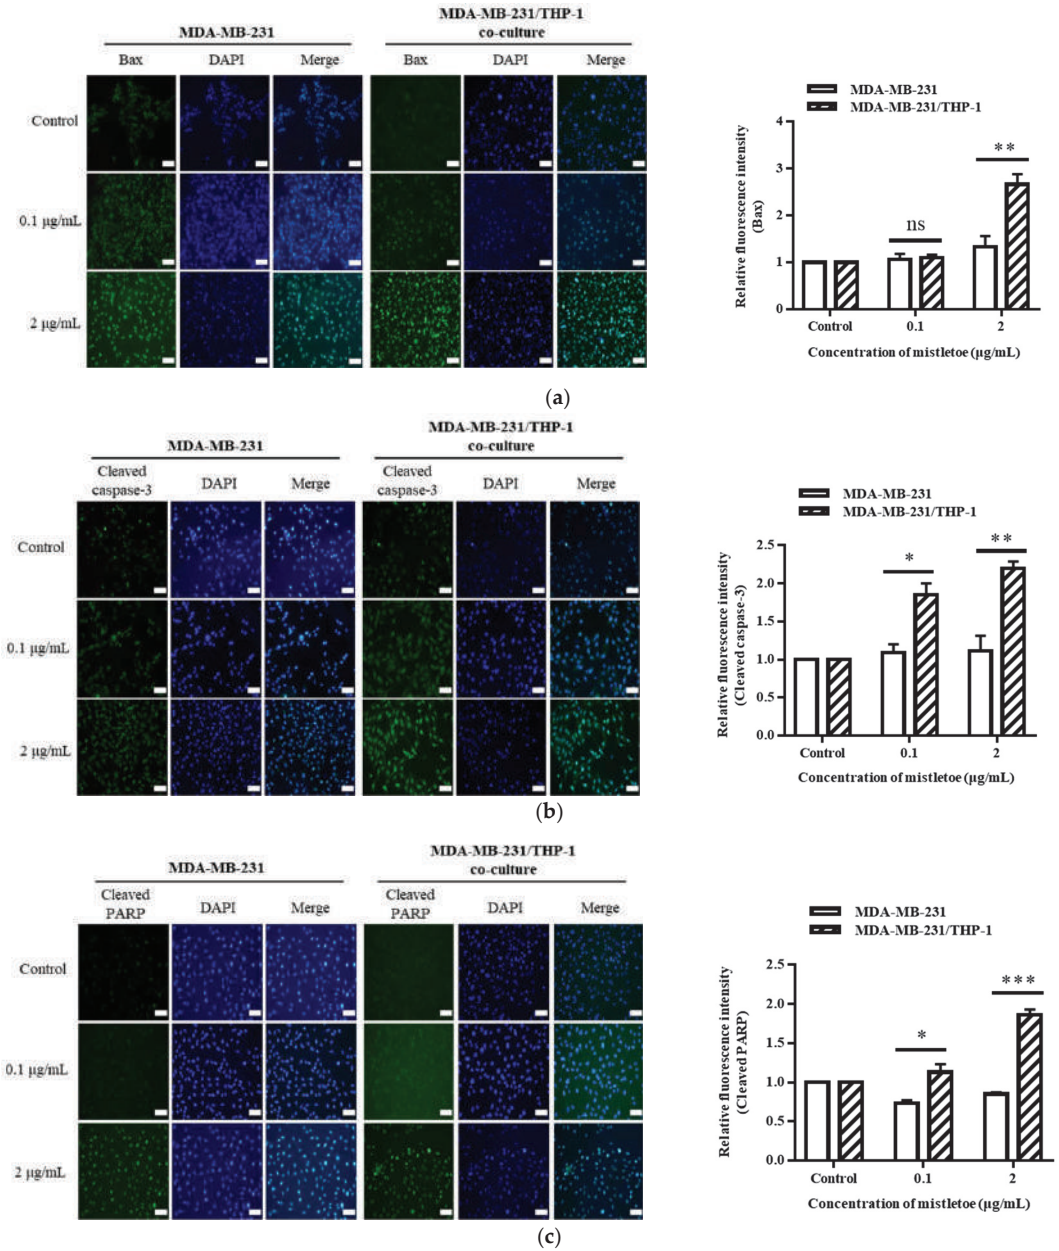 MDA-MB-231
MDA-MB-231/THP-1
co-culture
Bax DAPI Merge Bax DAPI Merge
Control
0.1 µg/mL
2 µg/mL
MDA-MB-231
MDA-MB-231/THP-1
Relative fluorescence intensity
(Bax)
4
3
2
1
0
ns
**
Control 0.1 2
Concentration of mistletoe (µg/mL)
(a)
MDA-MB-231
MDA-MB-231/THP-1
co-culture
Cleaved
caspase-3 DAPI Merge
Cleaved
caspase-3 DAPI Merge
Control
0.1 µg/mL
2 µg/mL
MDA-MB-231
MDA-MB-231/THP-1
Relative fluorescence intensity
(Cleaved caspase-3)
2.5
2.0
1.5
1.0
0.5
0.0
*
**
Control 0.1 2
Concentration of mistletoe (µg/mL)
(b)
MDA-MB-231
MDA-MB-231/THP-1
co-culture
Cleaved
PARP DAPI Merge
Cleaved
PARP DAPI Merge
Control
0.1 µg/mL
2 µg/mL
MDA-MB-231
MDA-MB-231/THP-1
Relative fluorescence intensity
(Cleaved PARP)
2.5
2.0
1.5
1.0
0.5
0.0
*
***
Control 0.1 2
Concentration of mistletoe (µg/mL)
(c)